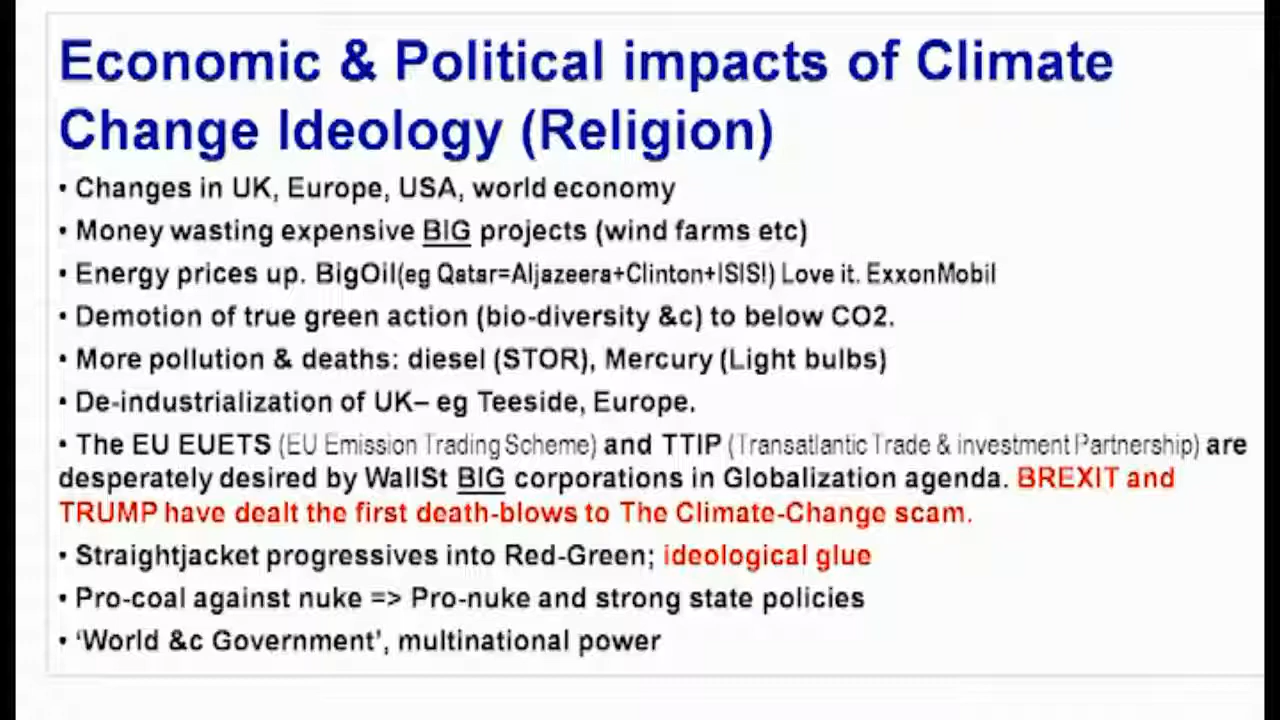 Economic & Political impacts of Climate
Change Ideology (Religion)
• Changes in UK, Europe, USA, world economy
• Money wasting expensive BIG projects (wind farms etc)
• Energy prices up. BigOil(eg Qatar=Aljazeera+Clinton+ISIS!) Love it. ExxonMobil
• Demotion of true green action (bio-diversity &c) to below CO2.
• More pollution & deaths: diesel (STOR), Mercury (Light bulbs)
• De-industrialization of UK– eg Teeside, Europe.
• The EU EUETS (EU Emission Trading Scheme) and TTIP (Transatlantic Trade & investment Partnership) are
desperately desired by WallSt BIG corporations in Globalization agenda. BREXIT and
TRUMP have dealt the first death-blows to The Climate-Change scam.
• Straightjacket progressives into Red-Green; ideological glue
• Pro-coal against nuke => Pro-nuke and strong state policies
• ‘World &c Government’, multinational power